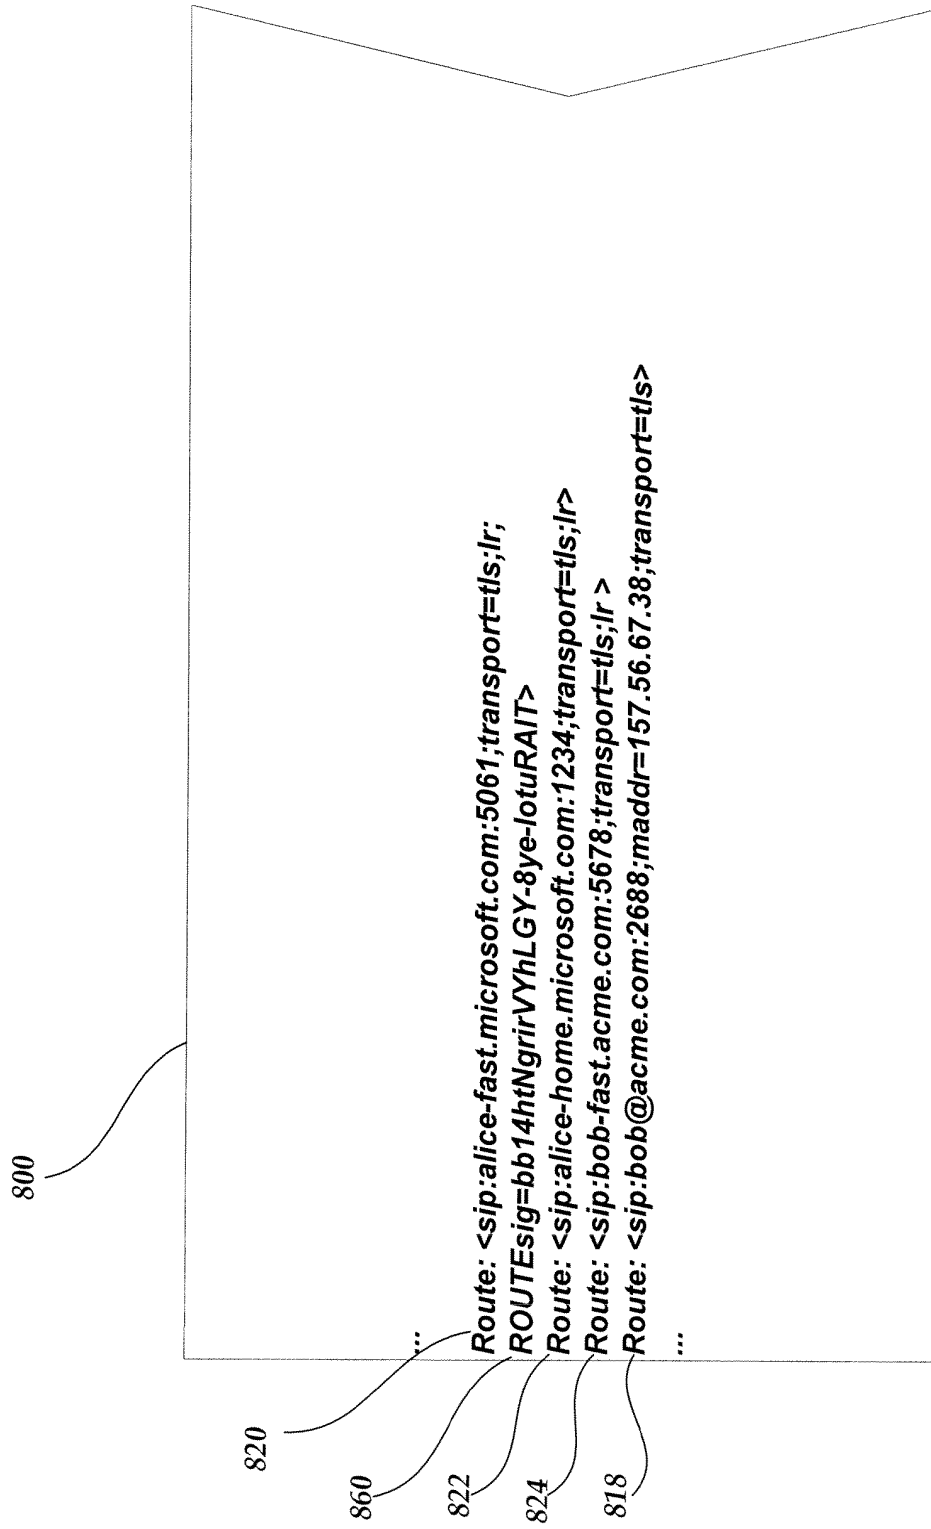 800
...
820 Route: <sip:alice-fast.microsoft.com:5061;transport=tls;lr;
860 ROUTEsig=bb14htNgrirVYhLGY-8ye-lotuRAIT>
822 Route: <sip:alice-home.microsoft.com:1234;transport=tls;lr>
824 Route: <sip:bob-fast.acme.com:5678;transport=tls;lr >
818 Route: <sip:bob@acme.com:2688;maddr=157.56.67.38;transport=tls>
...